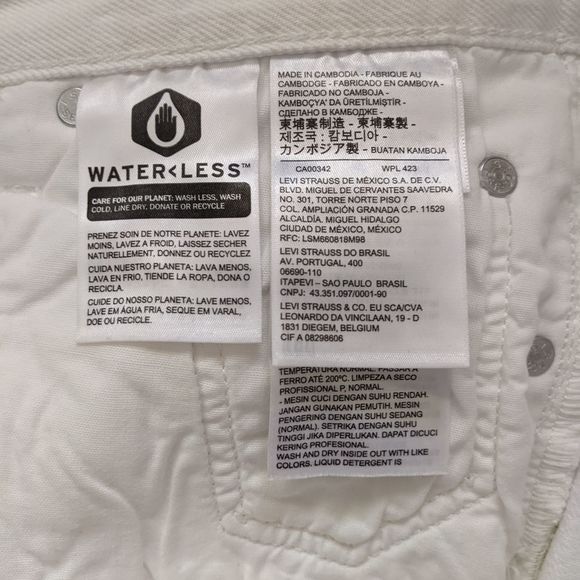 WATER<LESS™
CARE FOR OUR PLANET: WASH LESS, WASH
COLD, LINE DRY, DONATE OR RECYCLE
PRENEZ SOIN DE NOTRE PLANETE: LAVEZ
MOINS, LAVEZ A FROID, LAISSEZ SECHER
NATURELLEMENT, DONNEZ OU RECYCLEZ
CUIDA NUESTRO PLANETA: LAVA MENOS,
LAVA EN FRIO, TIENDE LA ROPA, DONA O
RECICLA.
CUIDE DO NOSSO PLANETA: LAVE MENOS,
LAVE EM ÁGUA FRIA, SEQUE EM VARAL,
DOE OU RECICLE.
MADE IN CAMBODIA - FABRIQUE AU
CAMBODGE - FABRICADO EN CAMBOYA -
FABRICADO NO CAMBOJA -
KAMBOÇYA' DA ÜRETİLMİŞTİR -
СДЕЛАНО В КАМБОДЖЕ -
柬埔寨制造 - 柬埔寨製 -
제조국 : 캄보디아 -
カンボジア製 - BUATAN KAMBOJA
CA00342 WPL 423
LEVI STRAUSS DE MÉXICO S.A. DE C.V.
BLVD. MIGUEL DE CERVANTES SAAVEDRA
NO. 301, TORRE NORTE PISO 7
COL. AMPLIACIÓN GRANADA C.P. 11529
ALCALDÍA. MIGUEL HIDALGO
CIUDAD DE MÉXICO, MÉXICO
RFC: LSM660818M98
LEVI STRAUSS DO BRASIL
AV. PORTUGAL, 400
06690-110
ITAPEVI – SAO PAULO BRASIL
CNPJ: 43.351.097/0001-90
LEVI STRAUSS & CO. EU SCA/CVA
LEONARDO DA VINCILAAN, 19 - D
1831 DIEGEM, BELGIUM
CIF A 08298606
TEMPERATURA NORMAL. PASSAR A
FERRO ATÉ 200ºC. LIMPEZA A SECO
PROFISSIONAL P, NORMAL.
- MESIN CUCI DENGAN SUHU RENDAH.
JANGAN GUNAKAN PEMUTIH. MESIN
PENGERING DENGAN SUHU SEDANG
(NORMAL). SETRIKA DENGAN SUHU
TINGGI JIKA DIPERLUKAN. DAPAT DICUCI
KERING PROFESIONAL.
WASH AND DRY INSIDE OUT WITH LIKE
COLORS. LIQUID DETERGENT IS